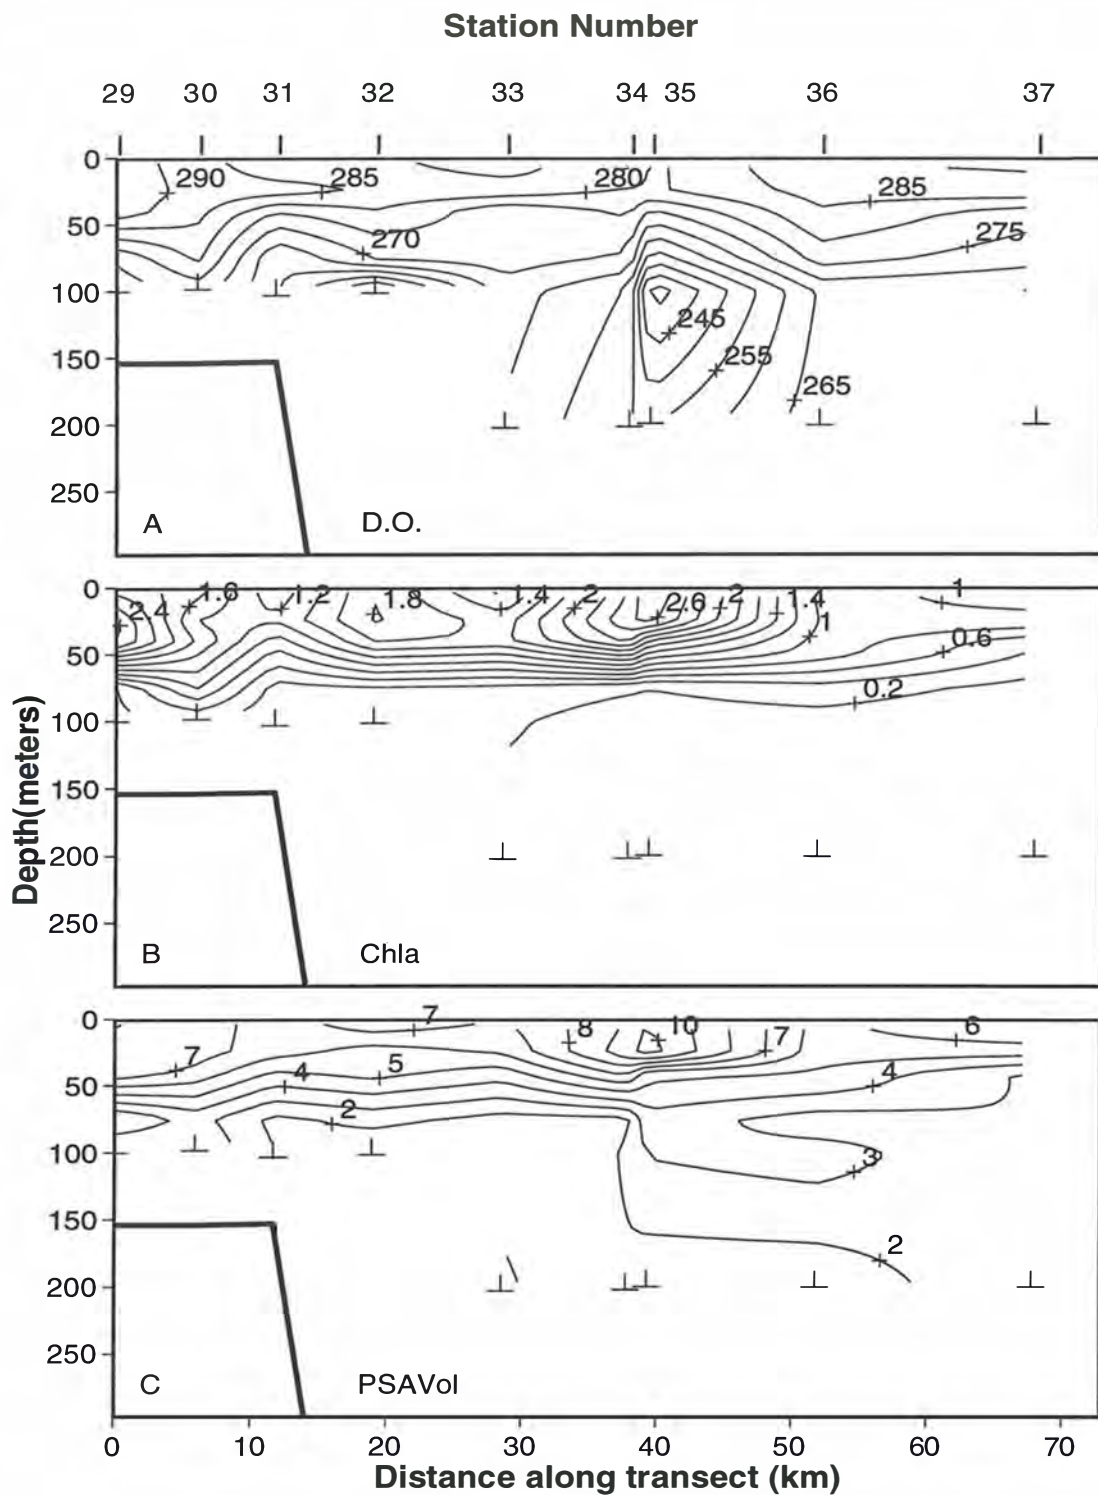 Station Number
29 30 31 32 33 34 35 36 37
0
290 285 280 285
50
270 275
100
245
150
255
265
200
250
A D.O.
0
2.4 1.6 1.2 1.8 1.4 2 2.6 2 1.4 1 1
50
0.6
0.2
100
150
200
250
B Chla
Depth(meters)
0
7 8 10 7 6
7 4 5 4
50
2
100
3
150
2
200
250
C PSAVol
0 10 20 30 40 50 60 70
Distance along transect (km)